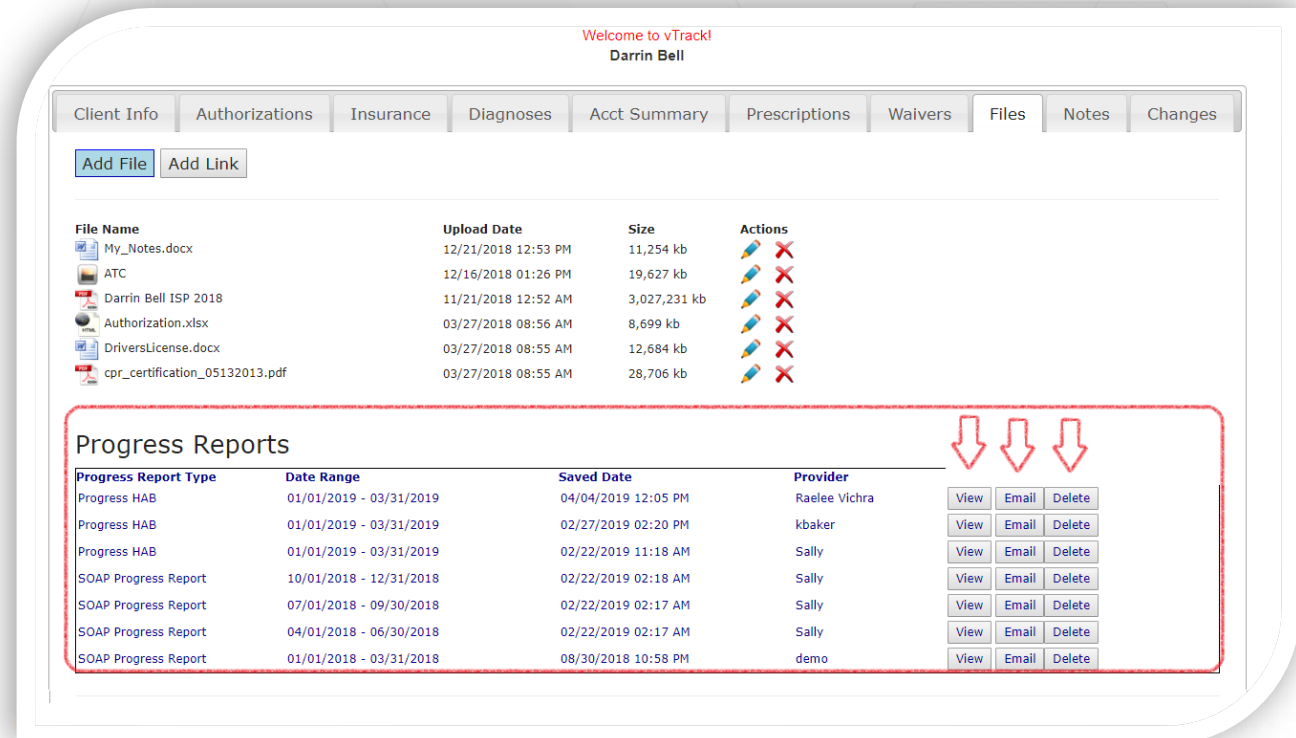 Welcome to vTrack!
Darrin Bell
Client Info Authorizations Insurance Diagnoses Acct Summary Prescriptions Waivers Files Notes Changes
Add File Add Link
File Name Upload Date Size Actions
My_Notes.docx 12/21/2018 12:53 PM 11,254 kb
ATC 12/16/2018 01:26 PM 19,627 kb
Darrin Bell ISP 2018 11/21/2018 12:52 AM 3,027,231 kb
Authorization.xlsx 03/27/2018 08:56 AM 8,699 kb
DriversLicense.docx 03/27/2018 08:55 AM 12,684 kb
cpr_certification_05132013.pdf 03/27/2018 08:55 AM 28,706 kb
Progress Reports
Progress Report Type Date Range Saved Date Provider
Progress HAB 01/01/2019 - 03/31/2019 04/04/2019 12:05 PM Raelee Vichra View Email Delete
Progress HAB 01/01/2019 - 03/31/2019 02/27/2019 02:20 PM kbaker View Email Delete
Progress HAB 01/01/2019 - 03/31/2019 02/22/2019 11:18 AM Sally View Email Delete
SOAP Progress Report 10/01/2018 - 12/31/2018 02/22/2019 02:18 AM Sally View Email Delete
SOAP Progress Report 07/01/2018 - 09/30/2018 02/22/2019 02:17 AM Sally View Email Delete
SOAP Progress Report 04/01/2018 - 06/30/2018 02/22/2019 02:17 AM Sally View Email Delete
SOAP Progress Report 01/01/2018 - 03/31/2018 08/30/2018 10:58 PM demo View Email Delete